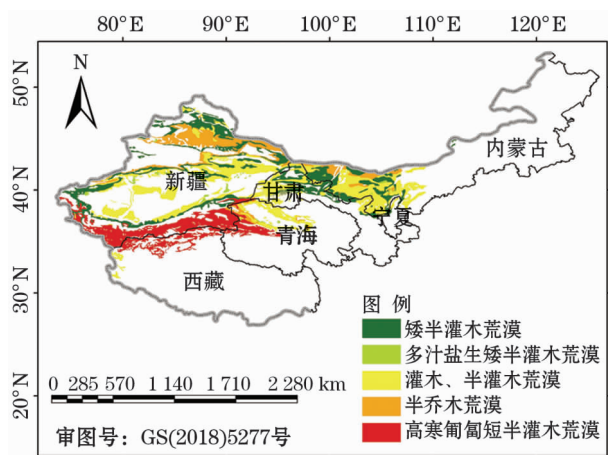 80°E 90°E 100°E 110°E 120°E
N
50°N
40°N
30°N
20°N
内蒙古
新疆
甘肃
宁夏
青海
西藏
图 例
矮半灌木荒漠
多汁盐生矮半灌木荒漠
灌木、半灌木荒漠
半乔木荒漠
高寒匍匐短半灌木荒漠
0 285 570 1 140 1 710 2 280 km
审图号：GS(2018)5277号